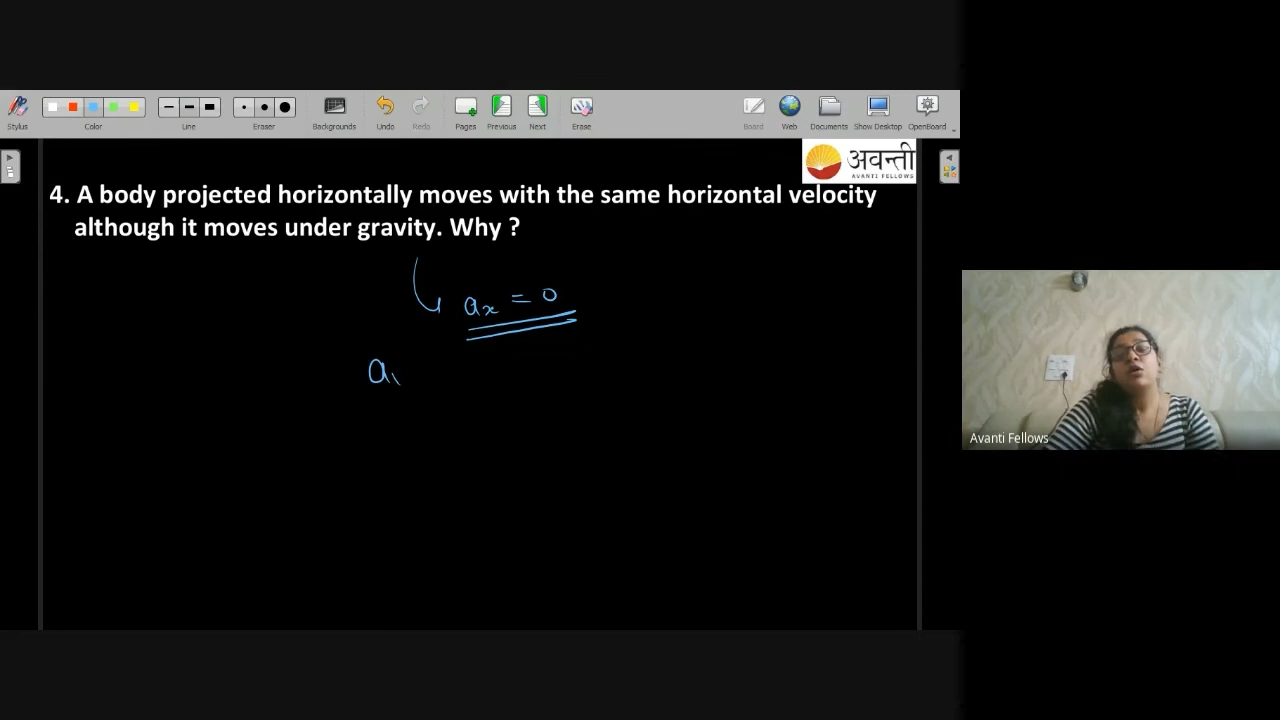 Stylus
Color
Line
Eraser
Backgrounds
Undo
Redo
Pages
Previous
Next
Erase
Board
Web
Documents
Show Desktop
OpenBoard
अवन्ती
AVANTI FELLOWS
4. A body projected horizontally moves with the same horizontal velocity
although it moves under gravity. Why ?
aₓ = 0
a
Avanti Fellows